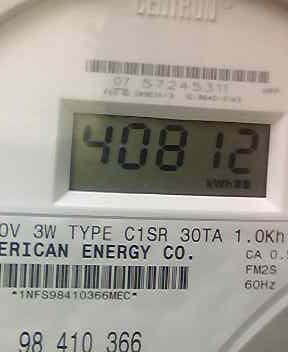 CENTRON
07 57245311
40812
kWh
0V 3W TYPE C1SR 30TA 1.0Kh
ERICAN ENERGY CO. CA 0.
FM2S
*1NFS98410366MEC* 60Hz
98 410 366